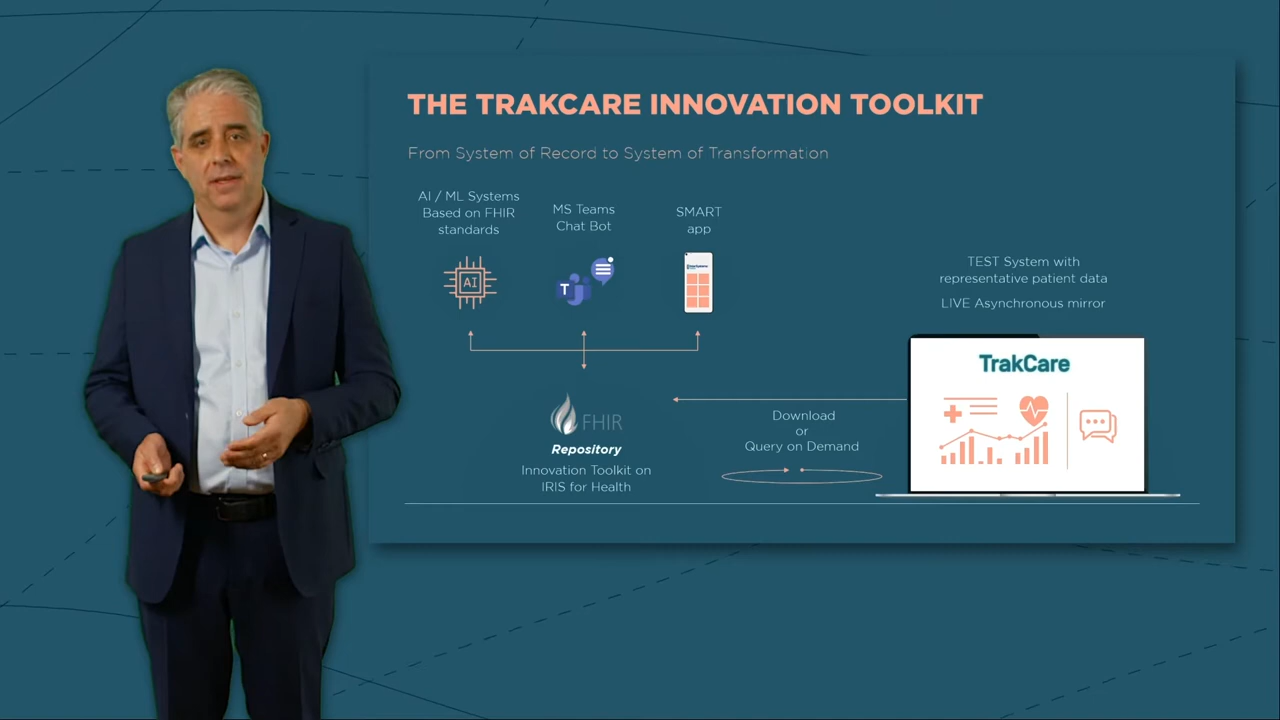 THE TRAKCARE INNOVATION TOOLKIT
From System of Record to System of Transformation
AI / ML Systems
Based on FHIR
standards
MS Teams
Chat Bot
SMART
app
AI
T
TEST System with
representative patient data
LIVE Asynchronous mirror
TrakCare
Download
or
Query on Demand
FHIR
Repository
Innovation Toolkit on
IRIS for Health